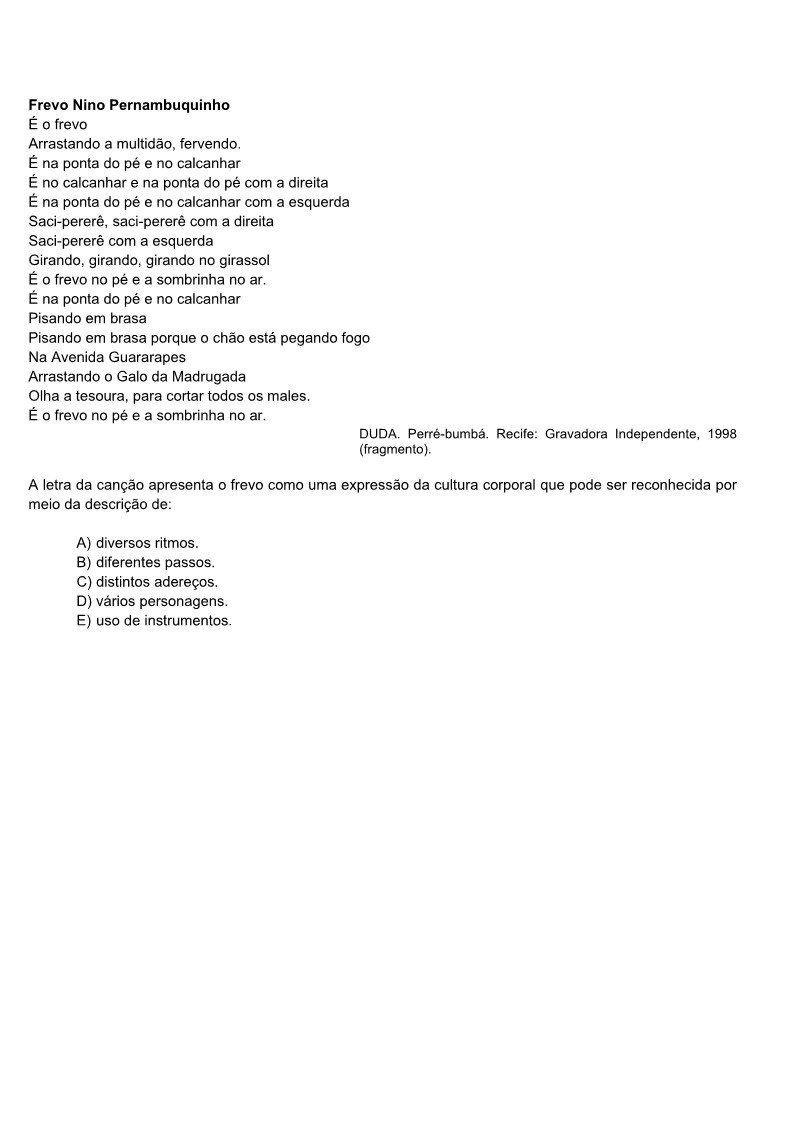 Frevo Nino Pernambuquinho
É o frevo
Arrastando a multidão, fervendo.
É na ponta do pé e no calcanhar
É no calcanhar e na ponta do pé com a direita
É na ponta do pé e no calcanhar com a esquerda
Saci-pererê, saci-pererê com a direita
Saci-pererê com a esquerda
Girando, girando, girando no girassol
É o frevo no pé e a sombrinha no ar.
É na ponta do pé e no calcanhar
Pisando em brasa
Pisando em brasa porque o chão está pegando fogo
Na Avenida Guararapes
Arrastando o Galo da Madrugada
Olha a tesoura, para cortar todos os males.
É o frevo no pé e a sombrinha no ar.
DUDA. Perré-bumbá. Recife: Gravadora Independente, 1998
(fragmento).
A letra da canção apresenta o frevo como uma expressão da cultura corporal que pode ser reconhecida por
meio da descrição de:
A) diversos ritmos.
B) diferentes passos.
C) distintos adereços.
D) vários personagens.
E) uso de instrumentos.